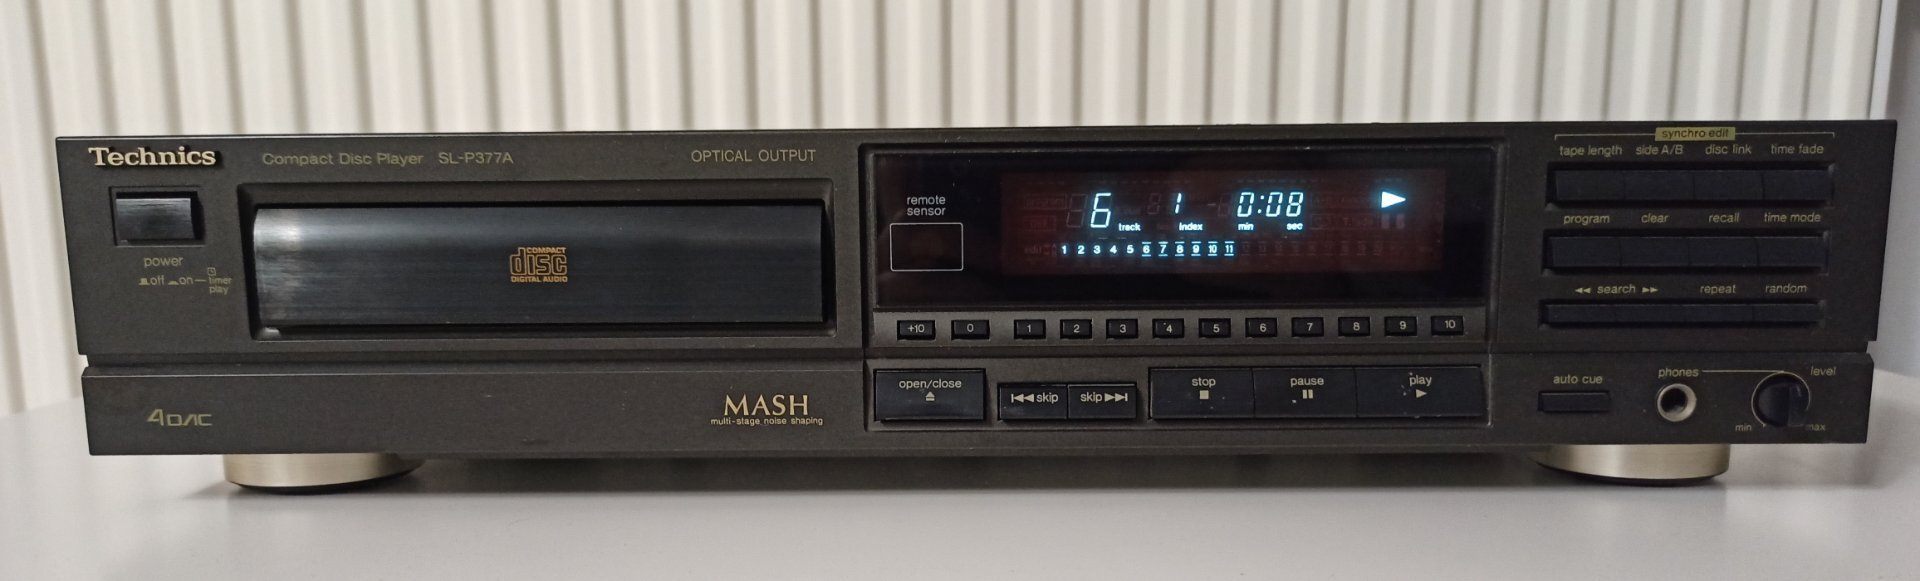 Technics
Compact Disc Player SL-P377A
OPTICAL OUTPUT
power
off on timer play
COMPACT
disc
DIGITAL AUDIO
4DAC
MASH
multi-stage noise shaping
remote
sensor
6 1 0:08
track index min sec
1 2 3 4 5 6 7 8 9 10 11
+10 0 1 2 3 4 5 6 7 8 9 10
open/close
skip skip
stop pause play
synchro edit
tape length side A/B disc link time fade
program clear recall time mode
search repeat random
auto cue
phones level
min max